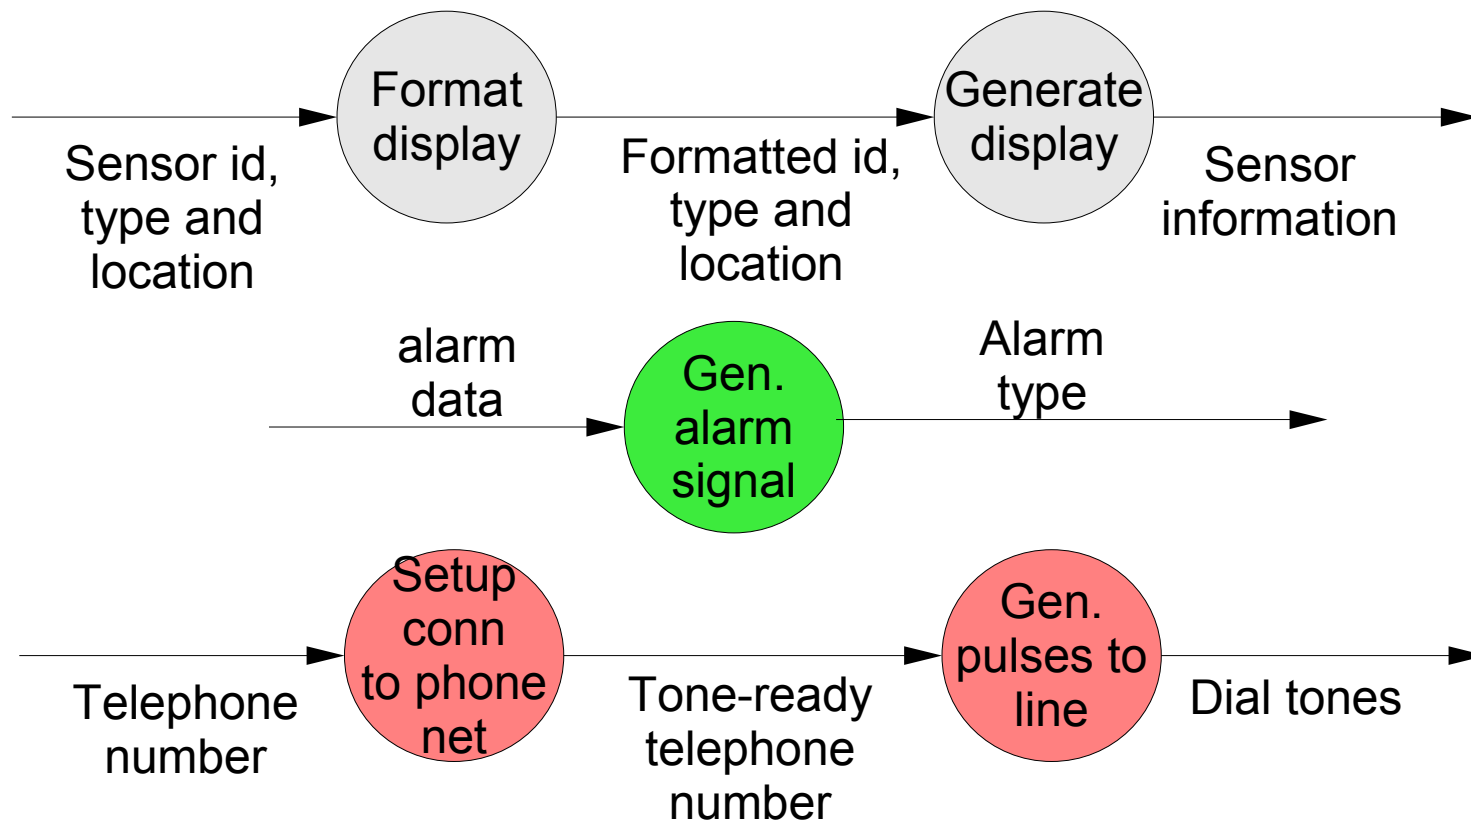 Format
display
Generate
display
Sensor id,
type and
location
Formatted id,
type and
location
Sensor
information
alarm
data
Gen.
alarm
signal
Alarm
type
Setup
conn
to phone
net
Gen.
pulses to
line
Telephone
number
Tone-ready
telephone
number
Dial tones